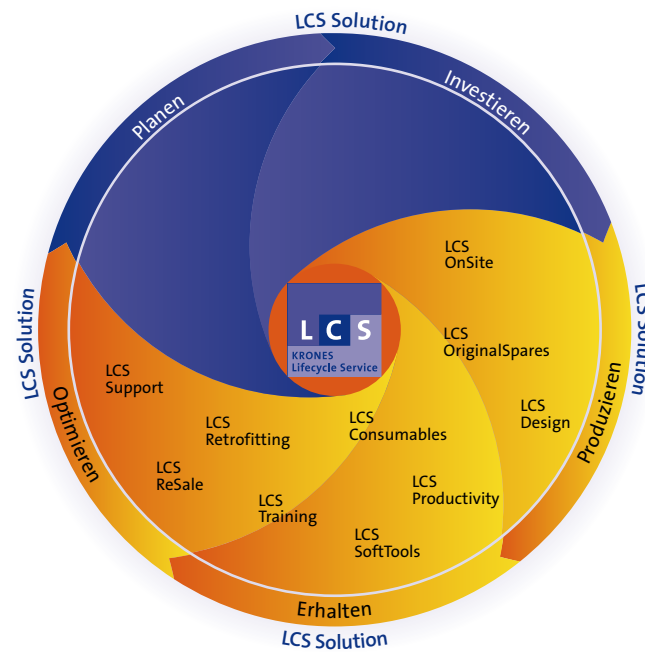 LCS Solution
Planen
Investieren
LCS
OnSite
LCS Solution
LCS Solution
L C S
KRONES
Lifecycle Service
LCS
OriginalSpares
LCS
Support
LCS
Retrofitting
LCS
Consumables
LCS
Design
Produzieren
Optimieren
LCS
ReSale
LCS
Training
LCS
Productivity
LCS
SoftTools
Erhalten
LCS Solution